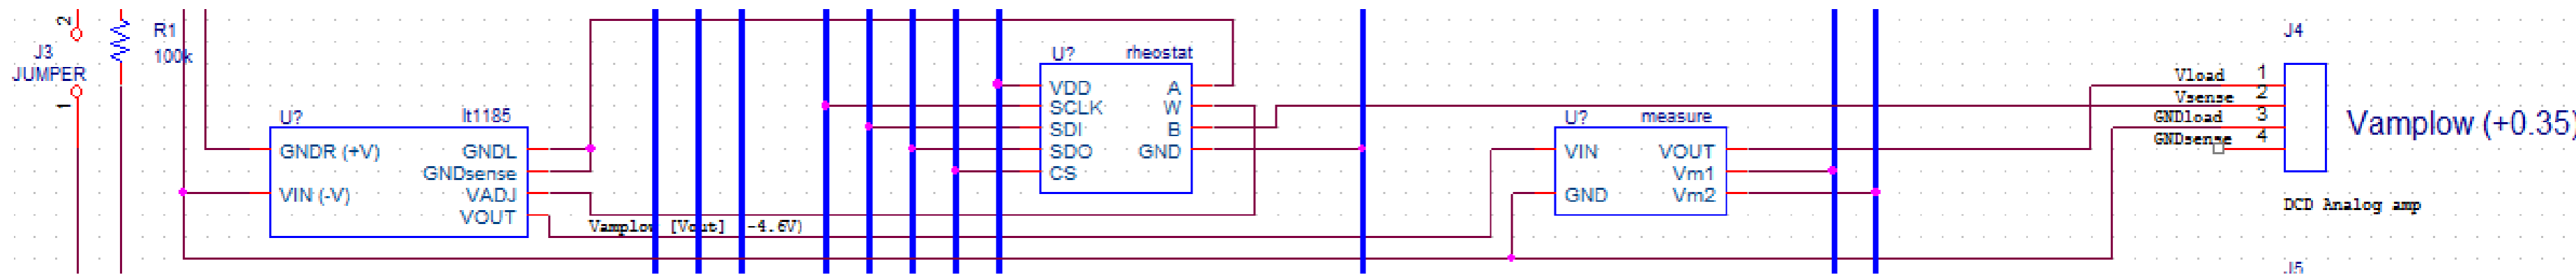 2
J3
JUMPER
1
R1
100k
U? lt1185
GNDR (+V) GNDL
GNDsense
VIN (-V) VADJ
VOUT
Vamplow [Vout] -4.6V)
U? rheostat
VDD A
SCLK W
SDI B
SDO GND
CS
U? measure
VIN VOUT
Vm1
GND Vm2
J4
Vload 1
Vsense 2
GNDload 3
GNDsense 4
Vamplow (+0.35)
DCD Analog amp
J5